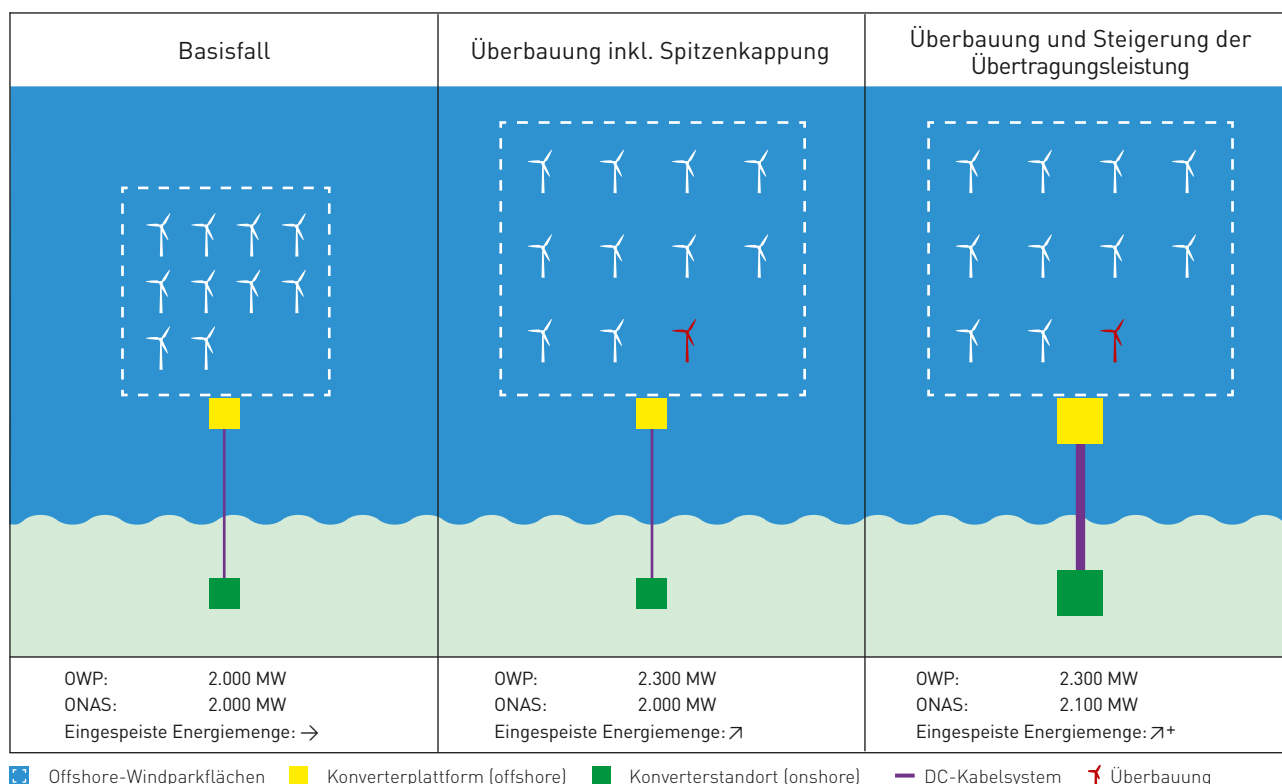 Basisfall
Überbauung inkl. Spitzenkappung
Überbauung und Steigerung der
Übertragungsleistung
OWP: 2.000 MW
ONAS: 2.000 MW
Eingespeiste Energiemenge: →
OWP: 2.300 MW
ONAS: 2.000 MW
Eingespeiste Energiemenge: ↗
OWP: 2.300 MW
ONAS: 2.100 MW
Eingespeiste Energiemenge: ↗+
Offshore-Windparkflächen Konverterplattform (offshore) Konverterstandort (onshore) DC-Kabelsystem Überbauung